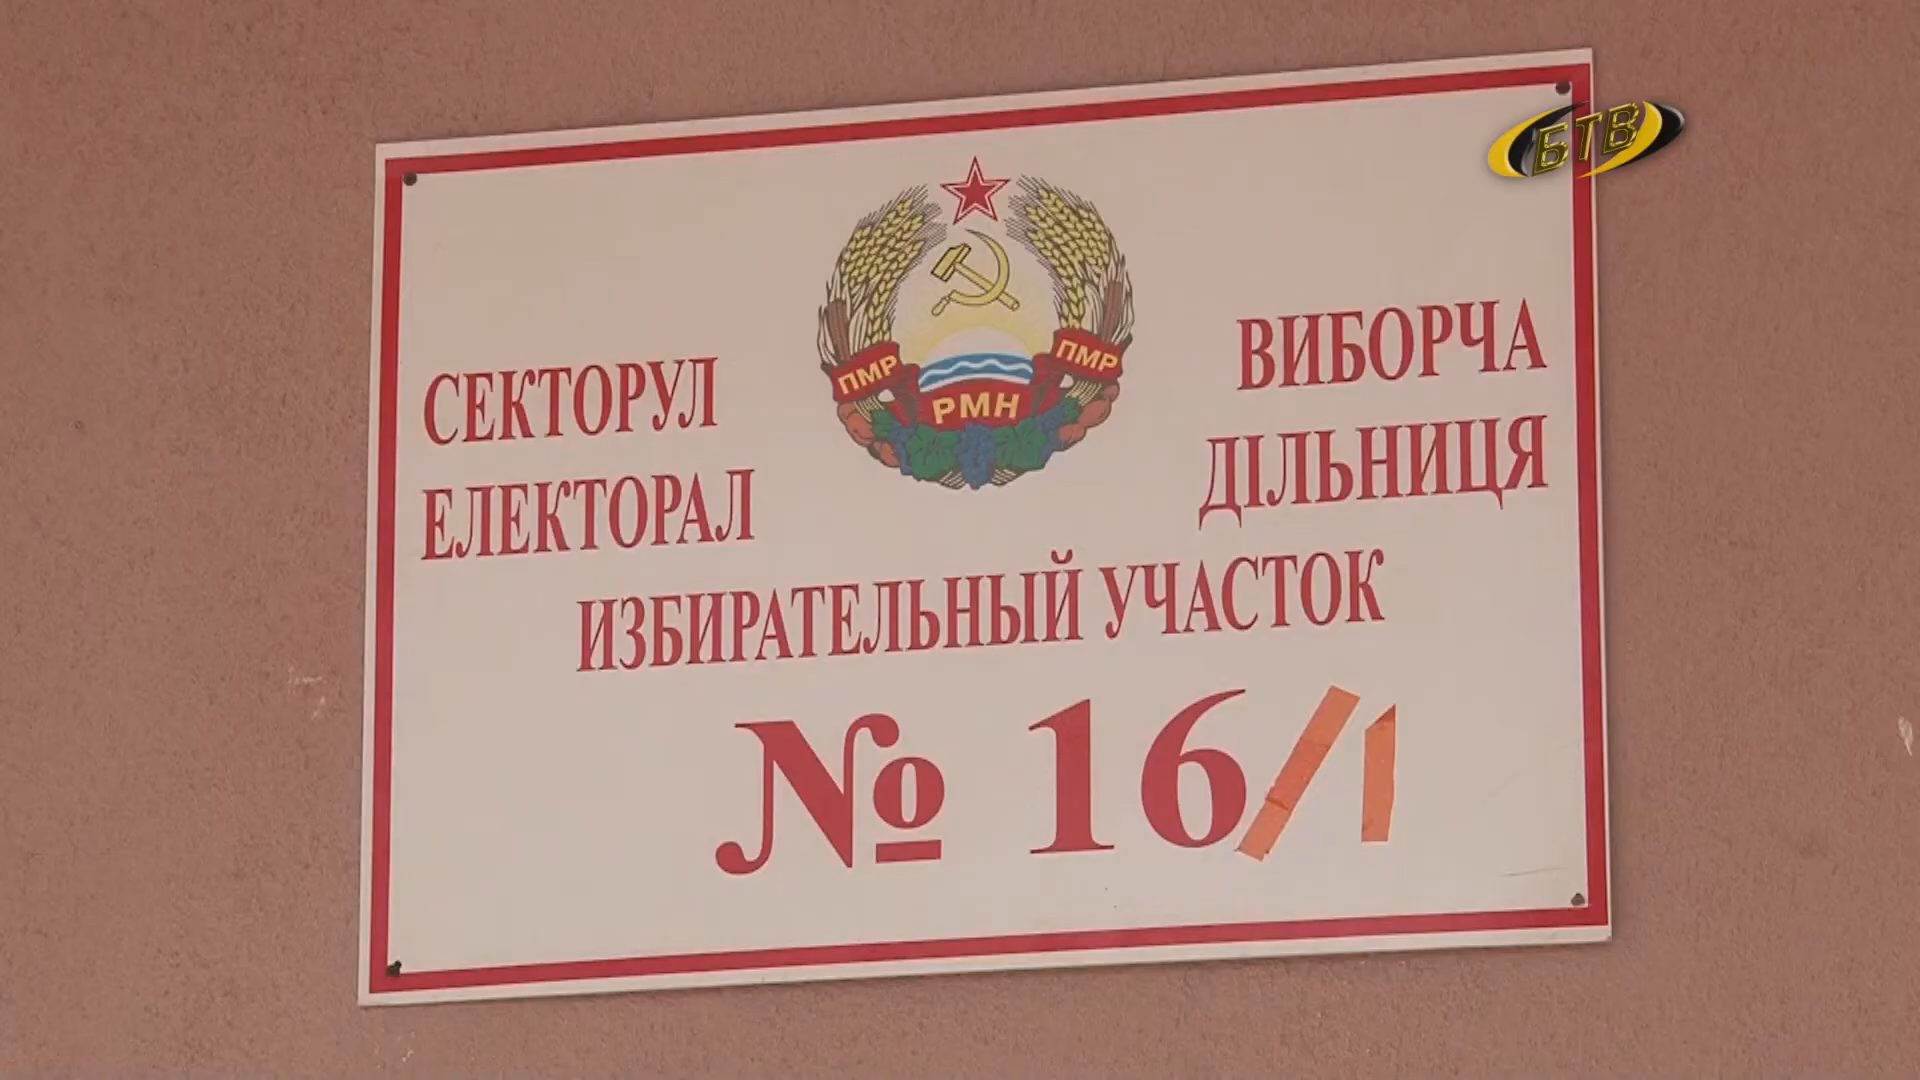 БТВ
ПМР ПМР
РМН
СЕКТОРУЛ
ЕЛЕКТОРАЛ
ВИБОРЧА
ДІЛЬНИЦЯ
ИЗБИРАТЕЛЬНЫЙ УЧАСТОК
№ 16/1